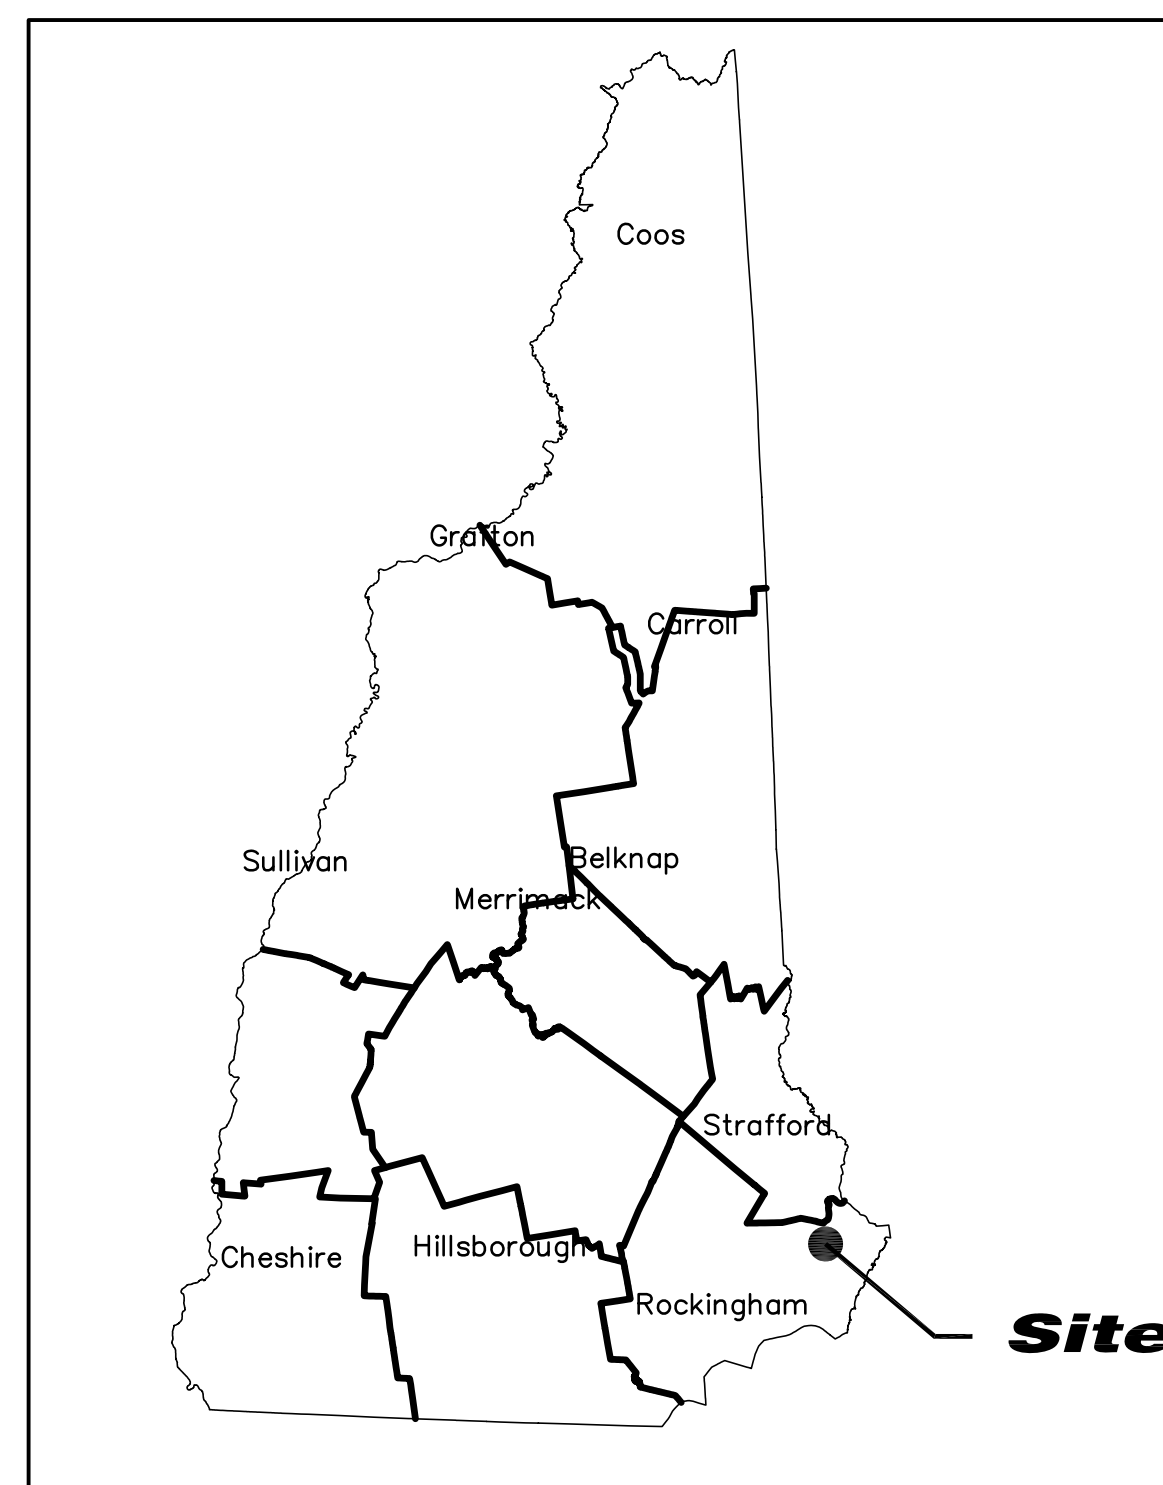 Coos
Grafton
Carroll
Sullivan
Belknap
Merrimack
Strafford
Hillsborough
Cheshire
Rockingham
Site